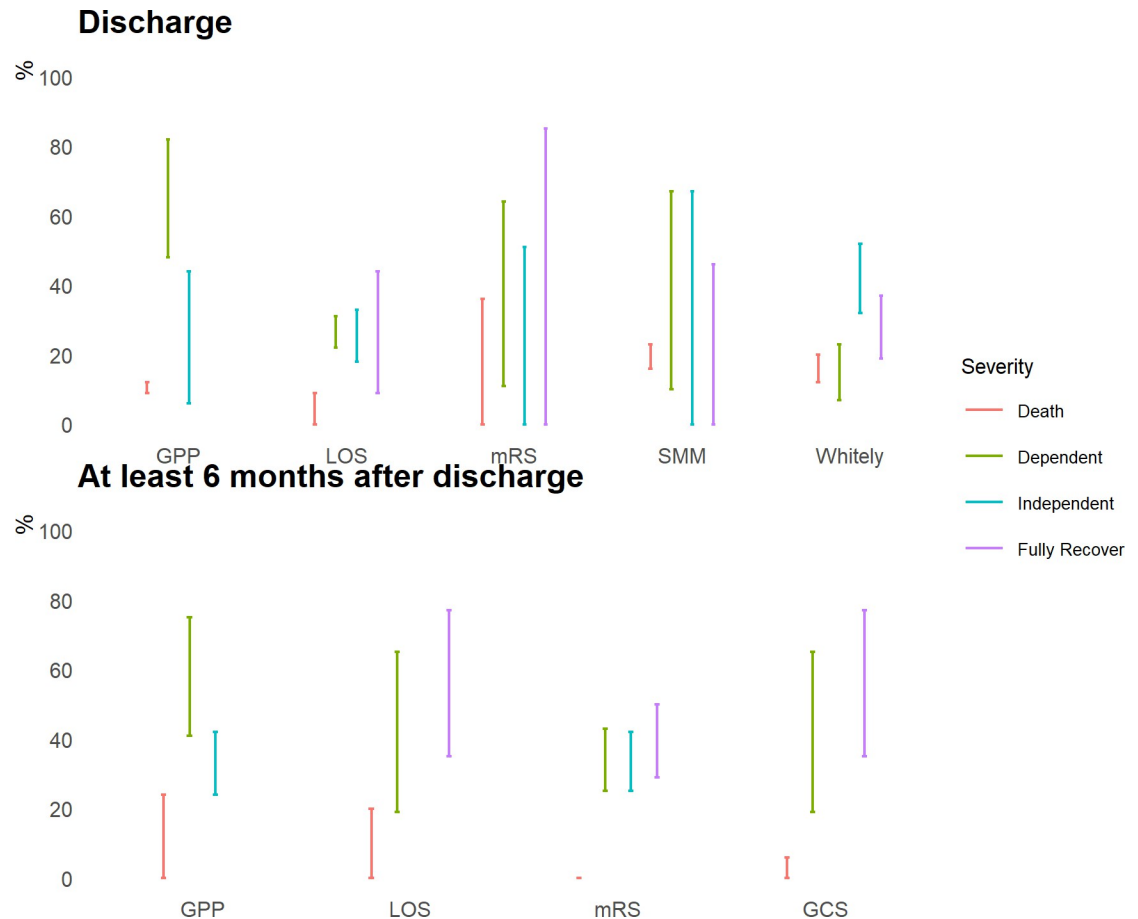 Discharge
%
100
80
60
40
20
0
GPP LOS mRS SMM Whitely
At least 6 months after discharge
%
100
80
60
40
20
0
GPP LOS mRS GCS
Severity
Death
Dependent
Independent
Fully Recover